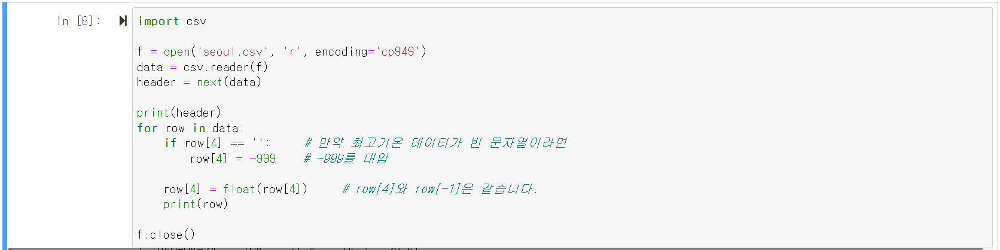 In [6]:
import csv
f = open('seoul.csv', 'r', encoding='cp949')
data = csv.reader(f)
header = next(data)
print(header)
for row in data:
    if row[4] == '':     # 만약 최고기온 데이터가 빈 문자열이라면
        row[4] = -999    # -999를 대입
    row[4] = float(row[4])     # row[4]와 row[-1]은 같습니다.
    print(row)
f.close()